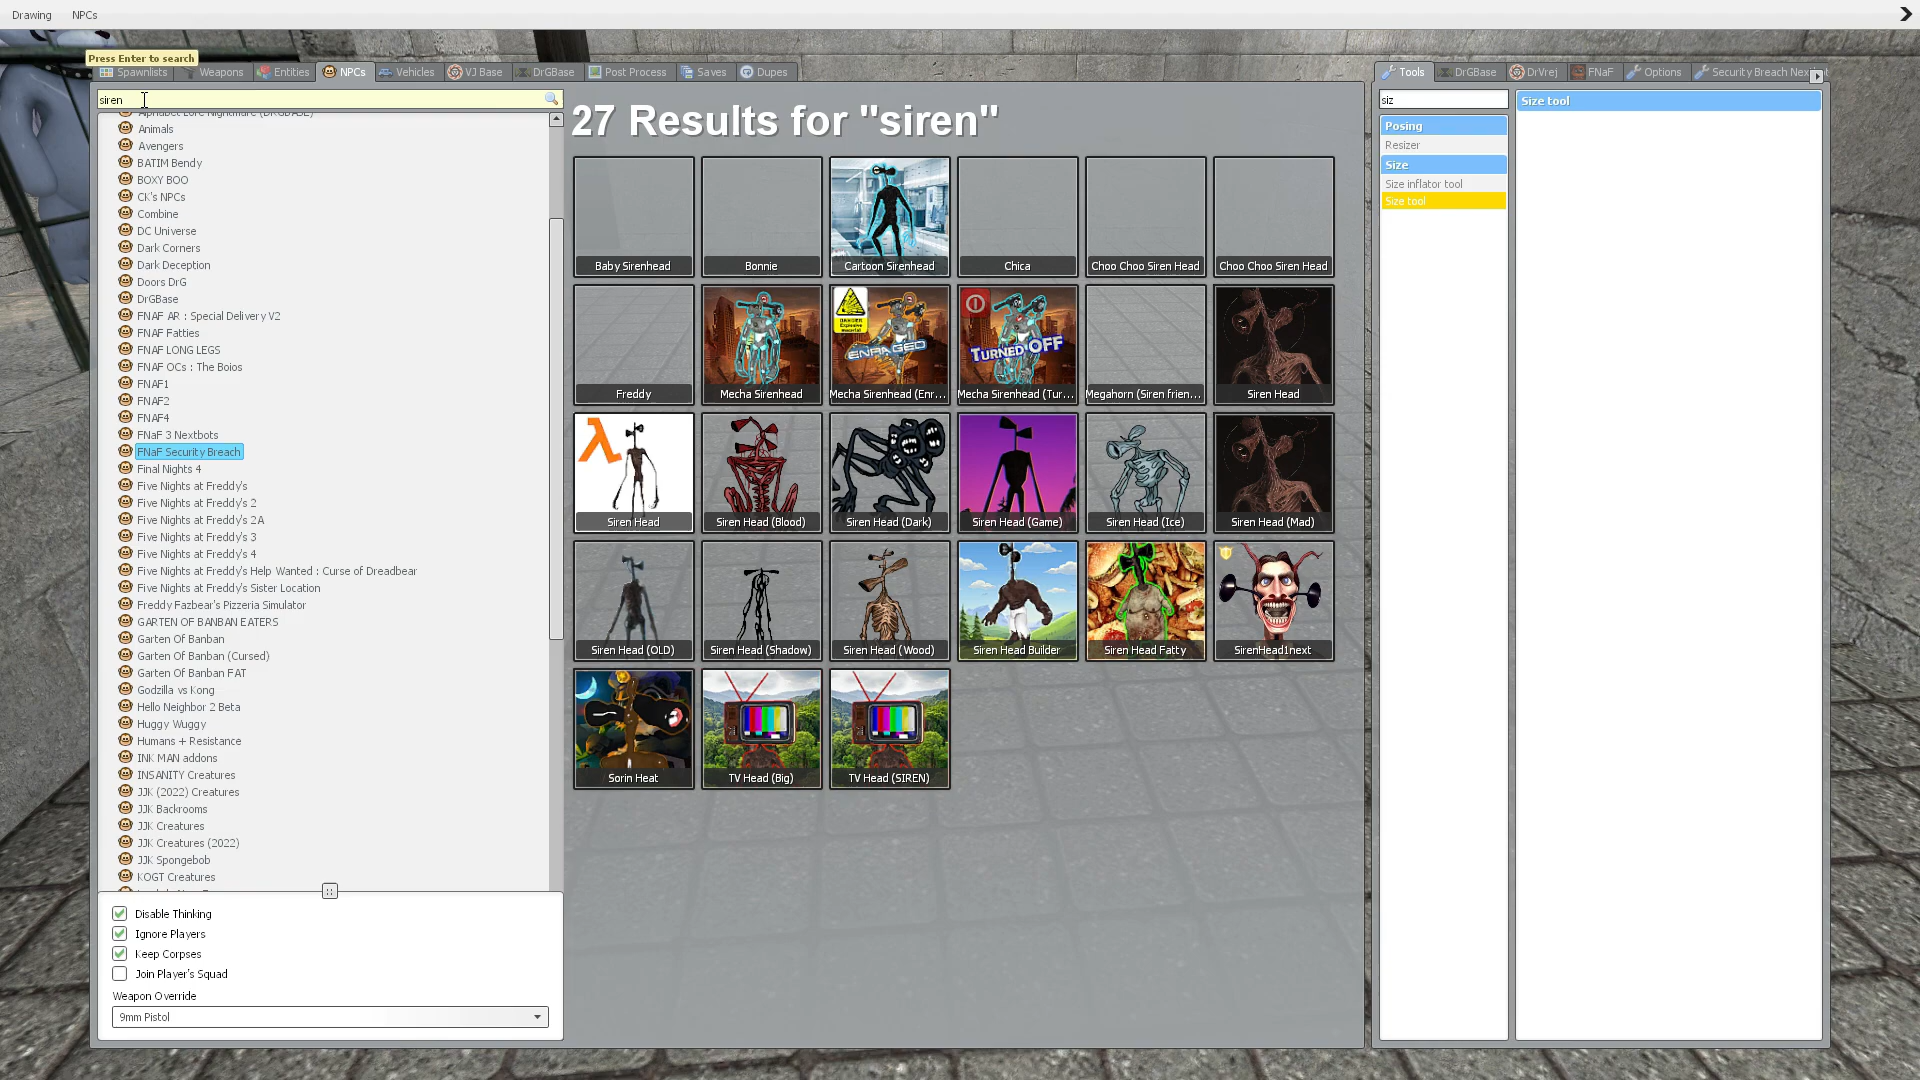 Drawing NPCs
Press Enter to search
Spawnlists Weapons Entities NPCs Vehicles VJ Base DrGBase Post Process Saves Dupes
siren
Animals
Avengers
BATIM Bendy
BOXY BOO
CK's NPCs
Combine
DC Universe
Dark Corners
Dark Deception
Doors DrG
DrGBase
FNAF AR : Special Delivery V2
FNAF Fatties
FNAF LONG LEGS
FNAF OCs : The Boios
FNAF1
FNAF2
FNAF4
FNaF 3 Nextbots
FNaF Security Breach
Final Nights 4
Five Nights at Freddy's
Five Nights at Freddy's 2
Five Nights at Freddy's 2A
Five Nights at Freddy's 3
Five Nights at Freddy's 4
Five Nights at Freddy's Help Wanted : Curse of Dreadbear
Five Nights at Freddy's Sister Location
Freddy Fazbear's Pizzeria Simulator
GARTEN OF BANBAN EATERS
Garten Of Banban
Garten Of Banban (Cursed)
Garten Of Banban FAT
Godzilla vs Kong
Hello Neighbor 2 Beta
Huggy Wuggy
Humans + Resistance
INK MAN addons
INSANITY Creatures
JJK (2022) Creatures
JJK Backrooms
JJK Creatures
JJK Creatures (2022)
JJK Spongebob
KOGT Creatures
Disable Thinking
Ignore Players
Keep Corpses
Join Player's Squad
Weapon Override
9mm Pistol
27 Results for "siren"
Baby Sirenhead Bonnie Cartoon Sirenhead Chica Choo Choo Siren Head Choo Choo Siren Head
DANGER
ENRAGED
TURNED OFF
Freddy Mecha Sirenhead Mecha Sirenhead (Enr... Mecha Sirenhead (Tur... Megahorn (Siren frien... Siren Head
Siren Head Siren Head (Blood) Siren Head (Dark) Siren Head (Game) Siren Head (Ice) Siren Head (Mad)
Siren Head (OLD) Siren Head (Shadow) Siren Head (Wood) Siren Head Builder Siren Head Fatty SirenHead1next
Sorin Heat TV Head (Big) TV Head (SIREN)
Tools DrGBase DrVrej FNaF Options Security Breach
siz
Posing
Resizer
Size
Size inflator tool
Size tool
Size tool